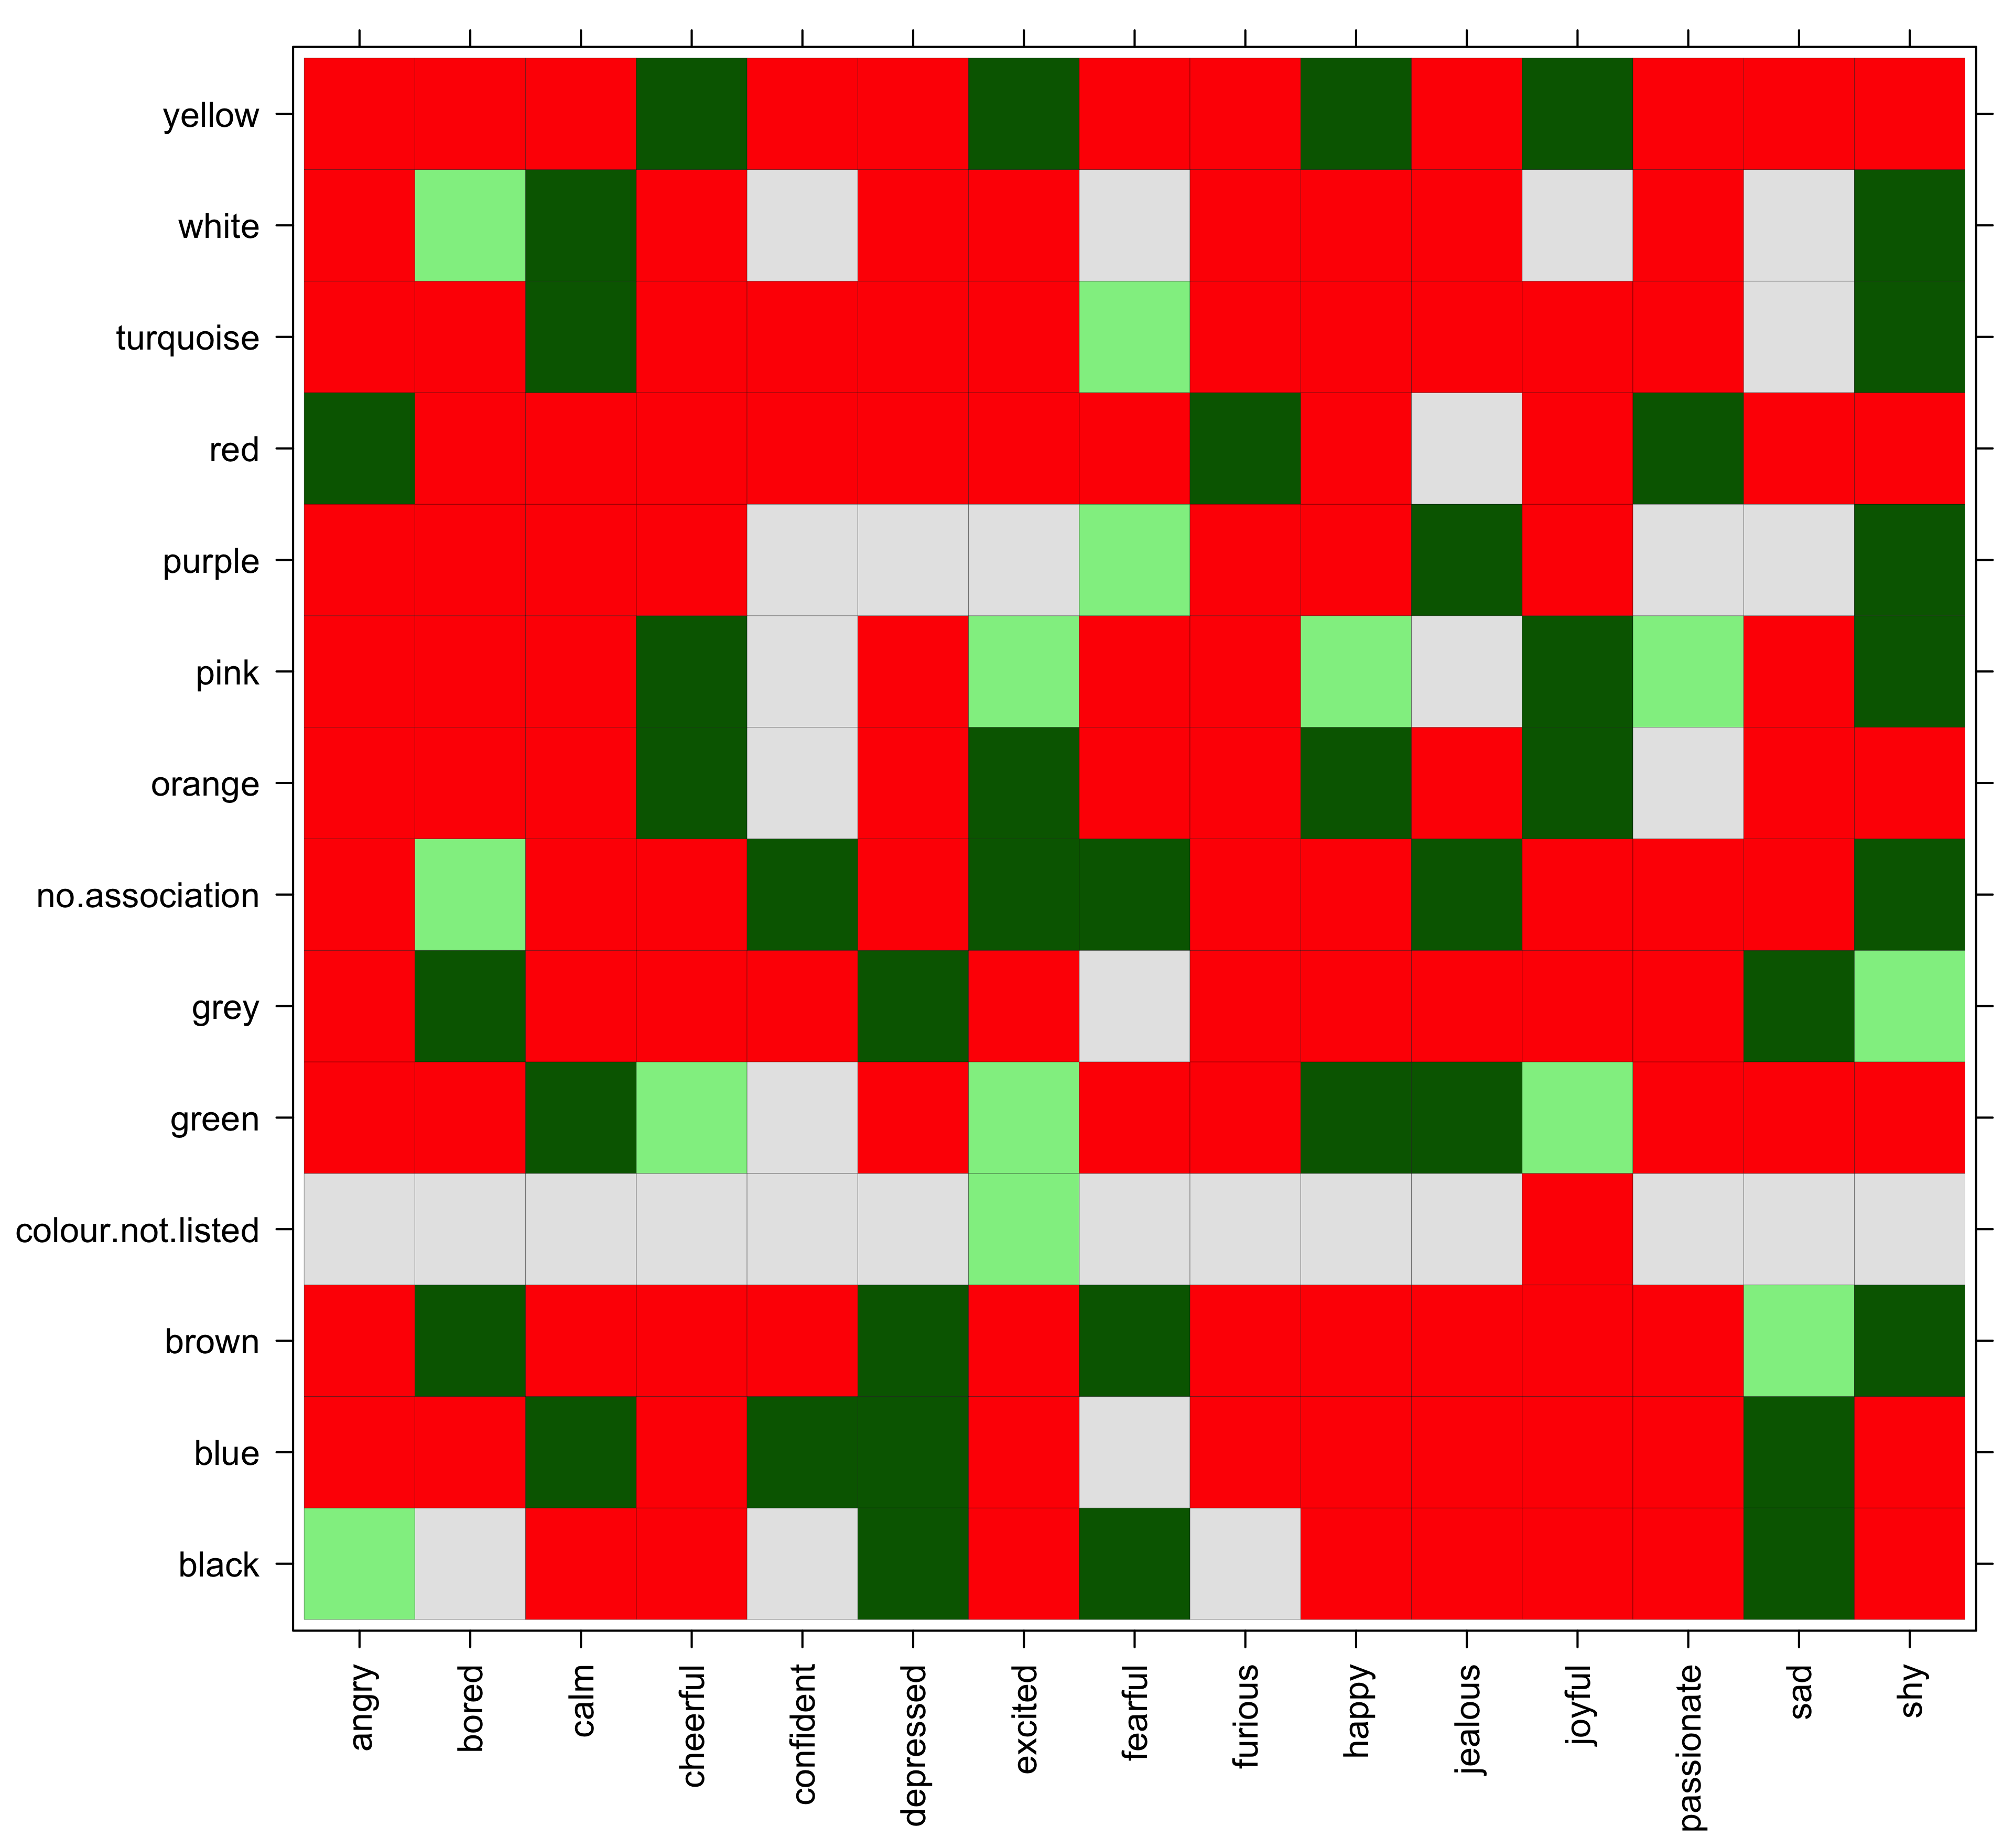 yellow
white
turquoise
red
purple
pink
orange
no.association
grey
green
colour.not.listed
brown
blue
black
angry
bored
calm
cheerful
confident
depressed
excited
fearful
furious
happy
jealous
joyful
passionate
sad
shy